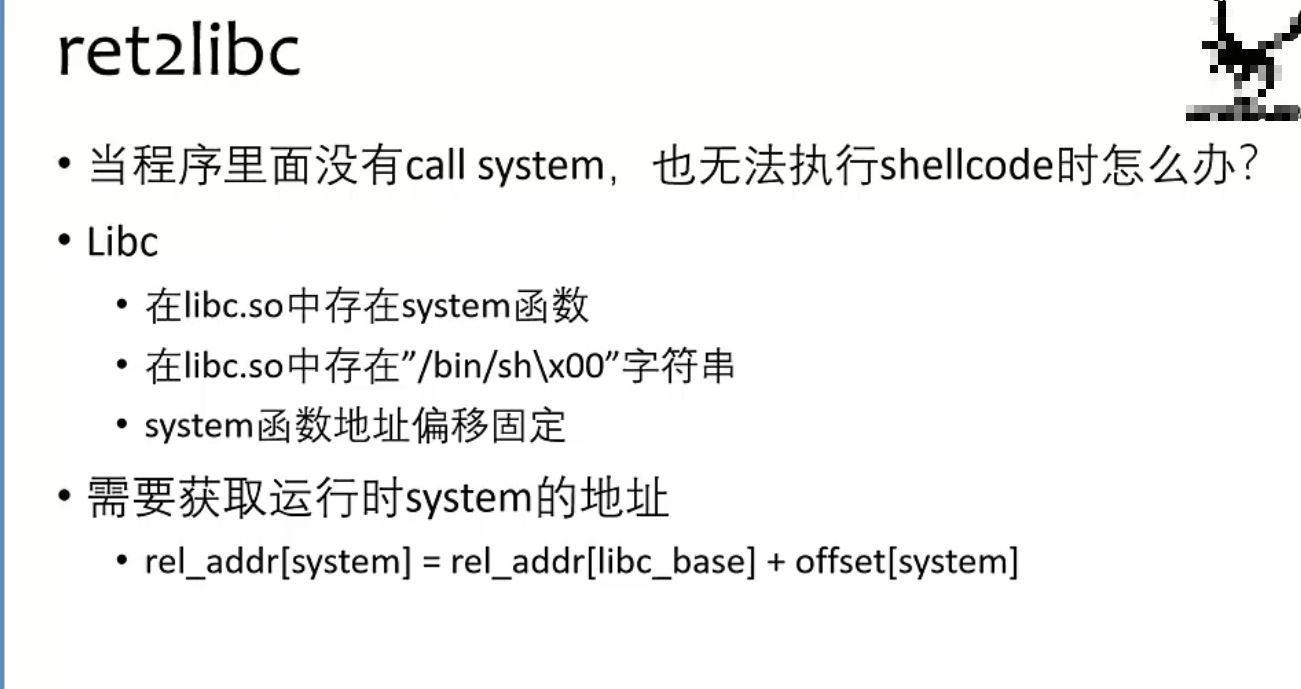 ret2libc
• 当程序里面没有call system，也无法执行shellcode时怎么办？
• Libc
• 在libc.so中存在system函数
• 在libc.so中存在”/bin/sh\x00”字符串
• system函数地址偏移固定
• 需要获取运行时system的地址
• rel_addr[system] = rel_addr[libc_base] + offset[system]